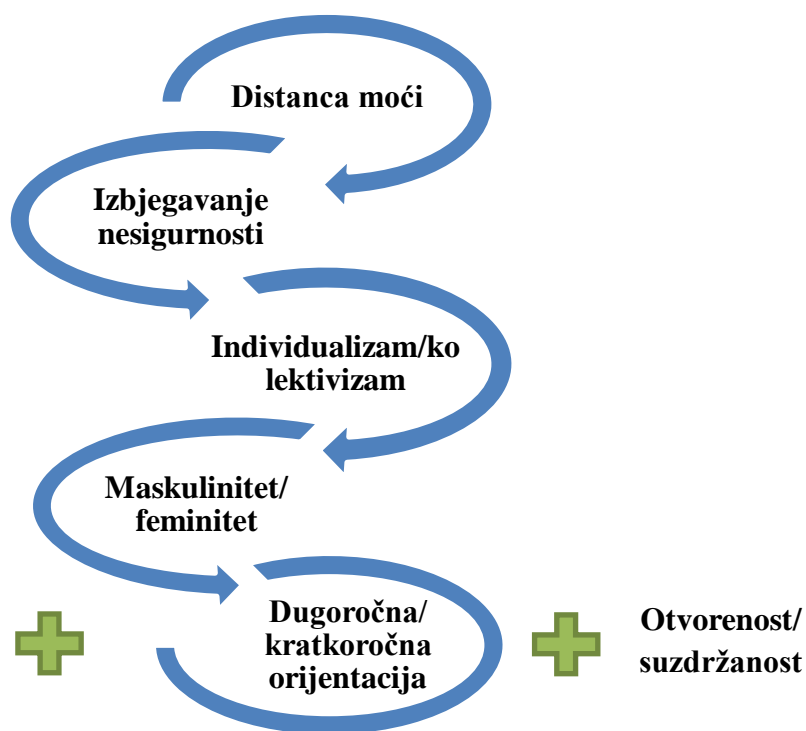 Distanca moći
Izbjegavanje
nesigurnosti
Individualizam/ko
lektivizam
Maskulinitet/
feminitet
Dugoročna/
kratkoročna
orijentacija
Otvorenost/
suzdržanost